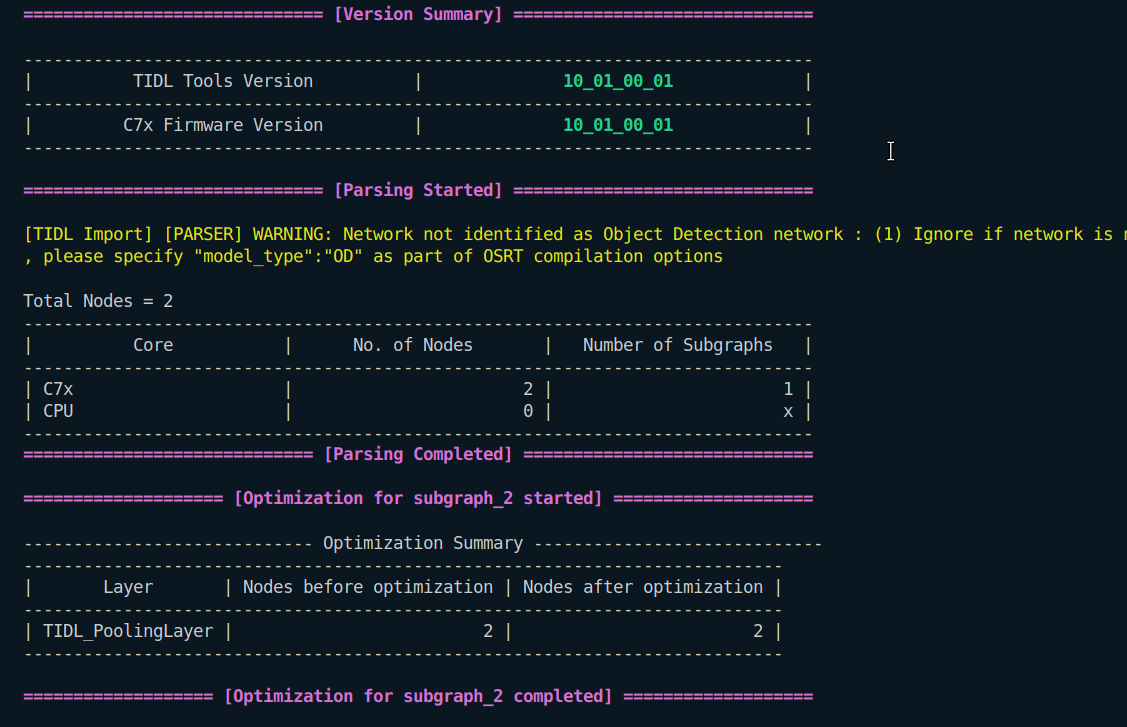 ============================== [Version Summary] ==============================
-------------------------------------------------------------------------------
|          TIDL Tools Version          |              10_01_00_01             |
-------------------------------------------------------------------------------
|         C7x Firmware Version         |              10_01_00_01             |
-------------------------------------------------------------------------------
============================== [Parsing Started] ==============================
[TIDL Import] [PARSER] WARNING: Network not identified as Object Detection network : (1) Ignore if network is
, please specify "model_type":"OD" as part of OSRT compilation options
Total Nodes = 2
-------------------------------------------------------------------------------
|          Core           |      No. of Nodes       |   Number of Subgraphs   |
-------------------------------------------------------------------------------
| C7x                     |                       2 |                       1 |
| CPU                     |                       0 |                       x |
-------------------------------------------------------------------------------
============================= [Parsing Completed] =============================
==================== [Optimization for subgraph_2 started] ====================
----------------------------- Optimization Summary -----------------------------
----------------------------------------------------------------------------
|       Layer       | Nodes before optimization | Nodes after optimization |
----------------------------------------------------------------------------
| TIDL_PoolingLayer |                         2 |                        2 |
----------------------------------------------------------------------------
=================== [Optimization for subgraph_2 completed] ===================